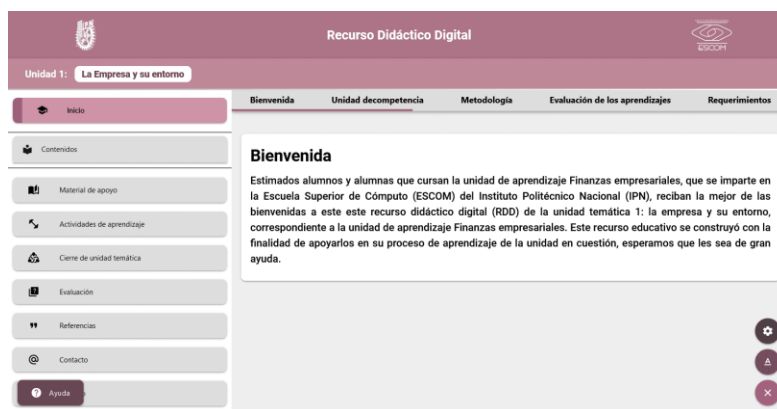 IPN
Recurso Didáctico Digital
ESCOM
Unidad 1: La Empresa y su entorno
Inicio
Contenidos
Material de apoyo
Actividades de aprendizaje
Cierre de unidad temática
Evaluación
Referencias
Contacto
Ayuda
Bienvenida Unidad decompetencia Metodología Evaluación de los aprendizajes Requerimientos
Bienvenida
Estimados alumnos y alumnas que cursan la unidad de aprendizaje Finanzas empresariales, que se imparte en
la Escuela Superior de Cómputo (ESCOM) del Instituto Politécnico Nacional (IPN), reciban la mejor de las
bienvenidas a este este recurso didáctico digital (RDD) de la unidad temática 1: la empresa y su entorno,
correspondiente a la unidad de aprendizaje Finanzas empresariales. Este recurso educativo se construyó con la
finalidad de apoyarlos en su proceso de aprendizaje de la unidad en cuestión, esperamos que les sea de gran
ayuda.
A